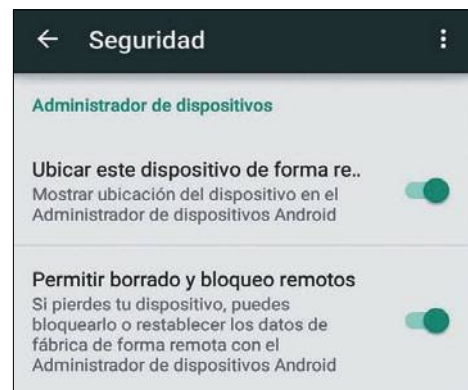 Seguridad
Administrador de dispositivos
Ubicar este dispositivo de forma re..
Mostrar ubicación del dispositivo en el
Administrador de dispositivos Android
Permitir borrado y bloqueo remotos
Si pierdes tu dispositivo, puedes
bloquearlo o restablecer los datos de
fábrica de forma remota con el
Administrador de dispositivos Android